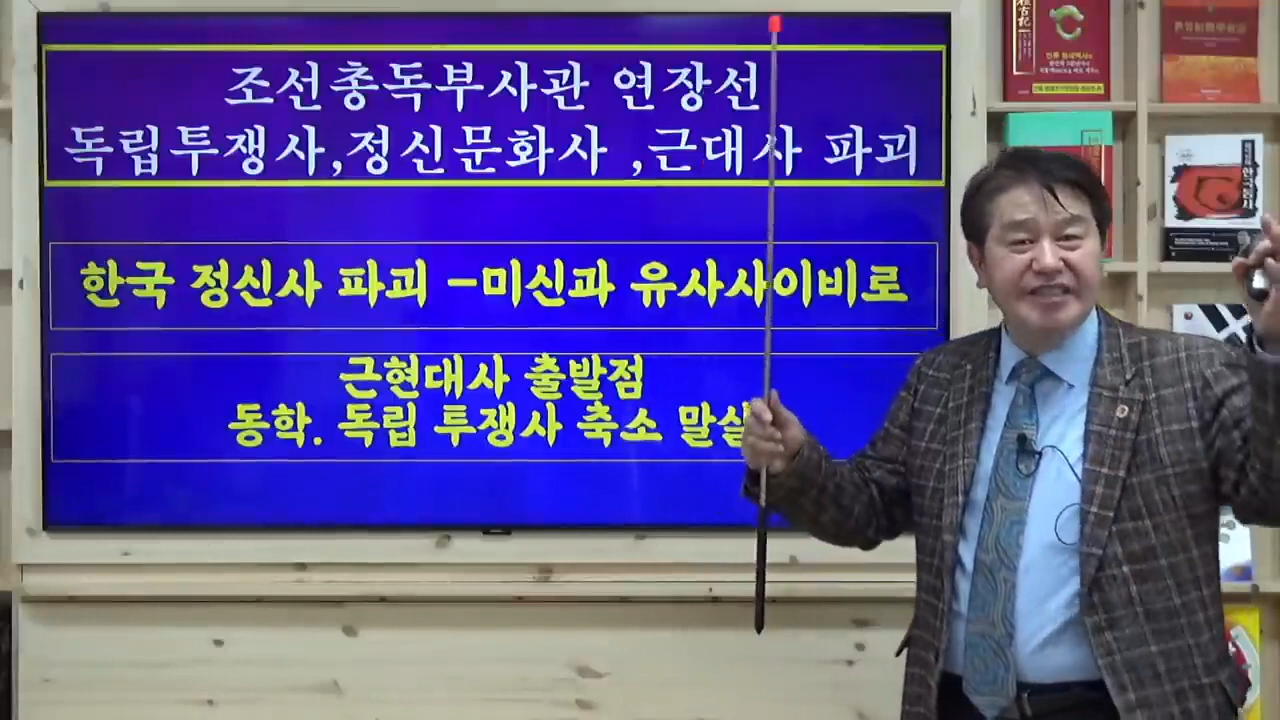 조선총독부사관 연장선
독립투쟁사,정신문화사 ,근대사 파괴
한국 정신사 파괴 -미신과 유사사이비로
근현대사 출발점
동학. 독립 투쟁사 축소 말살